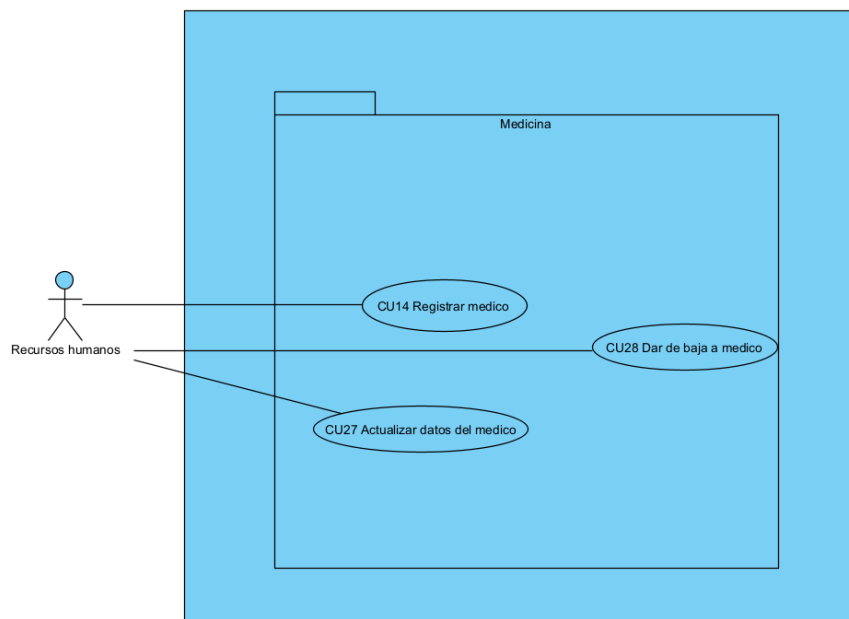 Medicina
CU14 Registrar medico
Recursos humanos
CU28 Dar de baja a medico
CU27 Actualizar datos del medico